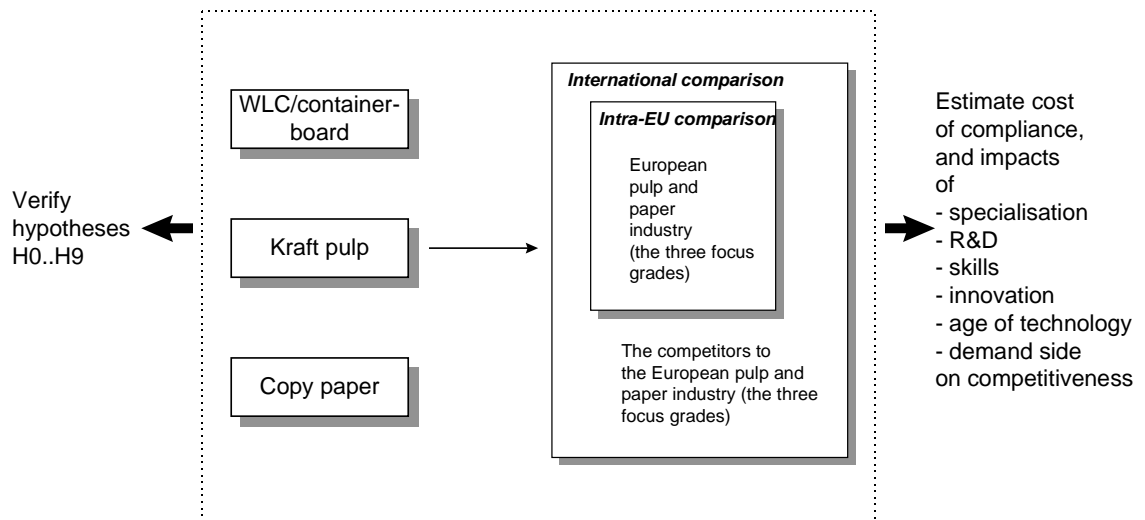 Verify
hypotheses
H0..H9
WLC/container-
board
Kraft pulp
Copy paper
International comparison
Intra-EU comparison
European
pulp and
paper
industry
(the three focus
grades)
The competitors to
the European pulp and
paper industry (the three
focus grades)
Estimate cost
of compliance,
and impacts
of
- specialisation
- R&D
- skills
- innovation
- age of technology
- demand side
on competitiveness